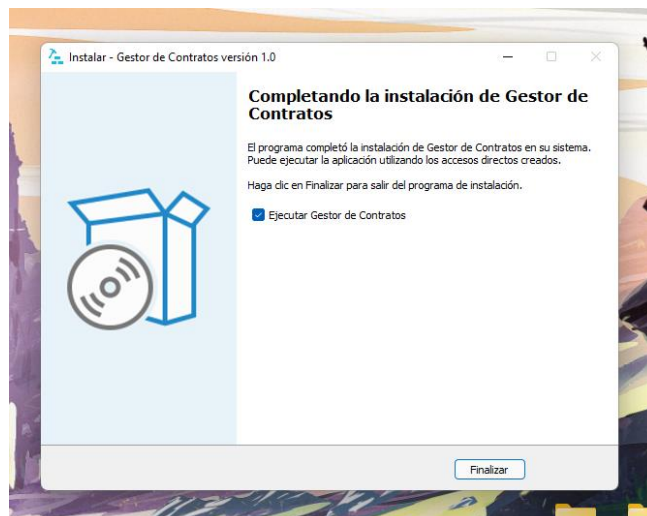 Instalar - Gestor de Contratos versión 1.0
Completando la instalación de Gestor de
Contratos
El programa completó la instalación de Gestor de Contratos en su sistema.
Puede ejecutar la aplicación utilizando los accesos directos creados.
Haga clic en Finalizar para salir del programa de instalación.
Ejecutar Gestor de Contratos
Finalizar